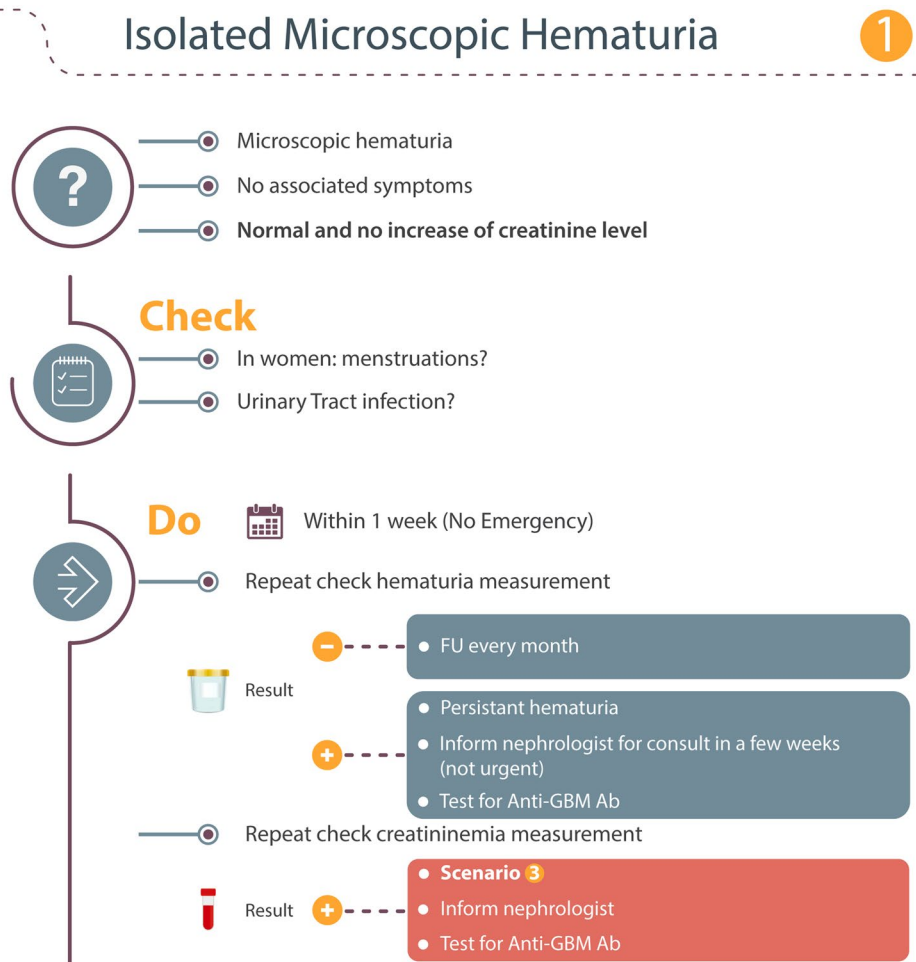 Isolated Microscopic Hematuria
1
?
Microscopic hematuria
No associated symptoms
Normal and no increase of creatinine level
Check
In women: menstruations?
Urinary Tract infection?
Do
Within 1 week (No Emergency)
Repeat check hematuria measurement
Result
−
FU every month
+
Persistant hematuria
Inform nephrologist for consult in a few weeks
(not urgent)
Test for Anti-GBM Ab
Repeat check creatininemia measurement
Result
+
Scenario 3
Inform nephrologist
Test for Anti-GBM Ab